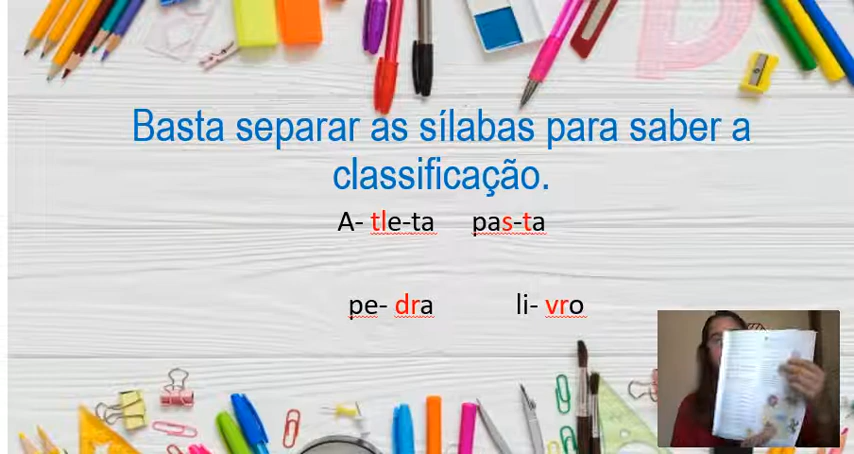 Basta separar as sílabas para saber a
classificação.
A- tle-ta pas-ta
pe- dra li- vro